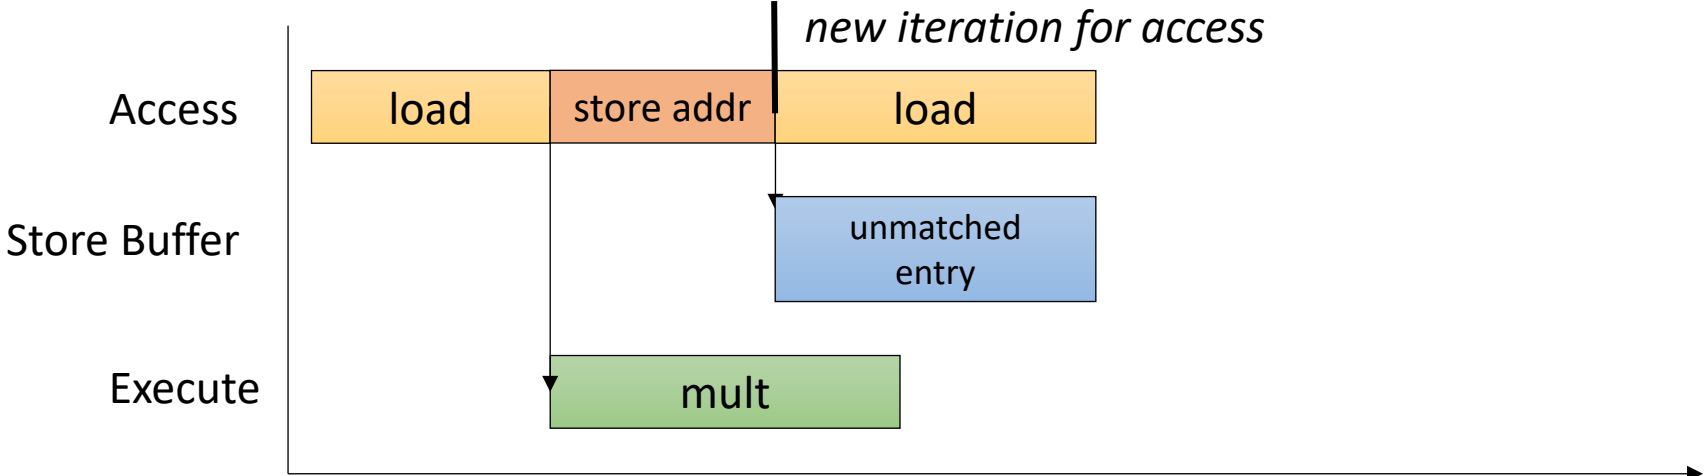 new iteration for access
Access
load
store addr
load
Store Buffer
unmatched
entry
Execute
mult